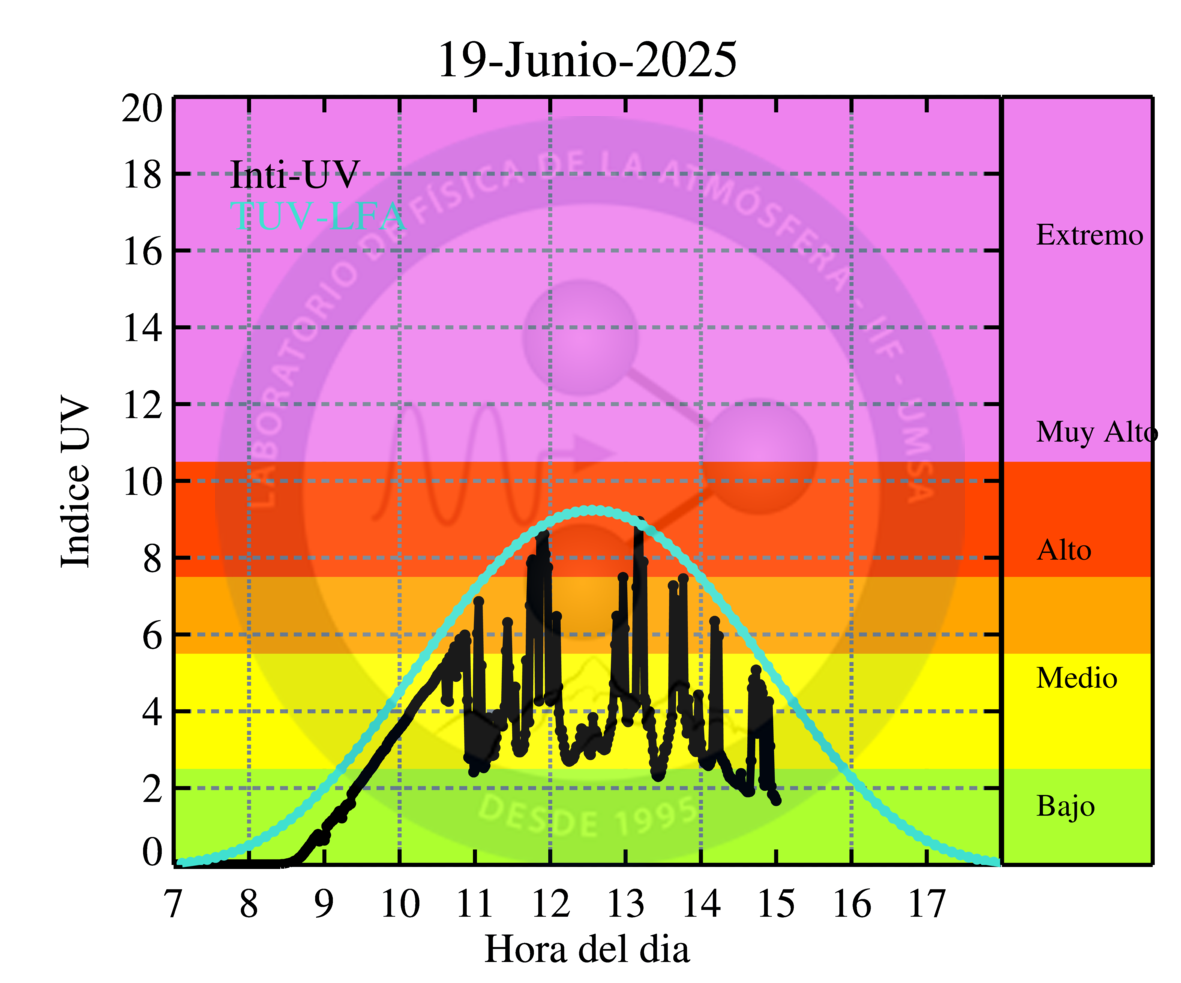 19-Junio-2025
20
18
16
14
12
10
8
6
4
2
0
Indice UV
Inti-UV
TUV-LFA
LABORATORIO DE FÍSICA DE LA ATMÓSFERA - IIF - UMSA
DESDE 1995
Extremo
Muy Alto
Alto
Medio
Bajo
7 8 9 10 11 12 13 14 15 16 17
Hora del dia